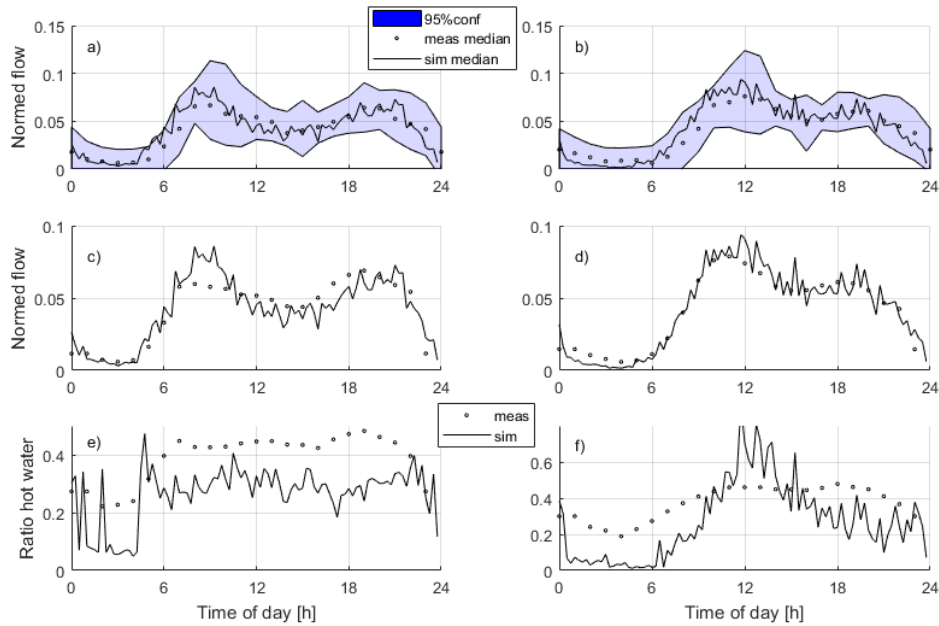 95%conf
meas median
sim median
a)
b)
Normed flow
0.15
0.1
0.05
0
0 6 12 18 24
0.15
0.1
0.05
0
0 6 12 18 24
c)
d)
Normed flow
0.1
0.05
0
0 6 12 18 24
0.1
0.05
0
0 6 12 18 24
meas
sim
e)
f)
Ratio hot water
0.4
0.2
0
0 6 12 18 24
0.6
0.4
0.2
0
0 6 12 18 24
Time of day [h]
Time of day [h]